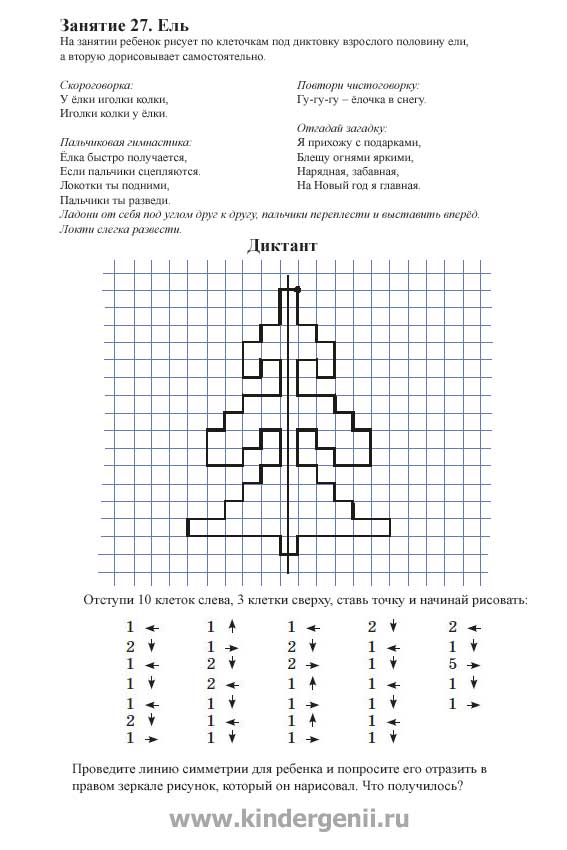 Занятие 27. Ель
На занятии ребенок рисует по клеточкам под диктовку взрослого половину ели,
а вторую дорисовывает самостоятельно.
Скороговорка:
У ёлки иголки колки,
Иголки колки у ёлки.
Пальчиковая гимнастика:
Ёлка быстро получается,
Если пальчики сцепляются.
Локотки ты подними,
Пальчики ты разведи.
Повтори чистоговорку:
Гу-гу-гу – ёлочка в снегу.
Отгадай загадку:
Я прихожу с подарками,
Блещу огнями яркими,
Нарядная, забавная,
На Новый год я главная.
Ладони от себя под углом друг к другу, пальчики переплести и выставить вперёд.
Локти слегка развести.
Диктант
Отступи 10 клеток слева, 3 клетки сверху, ставь точку и начинай рисовать:
1 ← 1 ↑ 1 ← 2 ↓ 2 ←
2 ↓ 1 → 2 ↓ 1 ← 1 ↓
1 ← 2 ↓ 2 → 1 ↓ 5 →
1 ↓ 2 ← 1 ↑ 1 ← 1 ↓
1 ← 1 ↓ 1 → 1 ↓ 1 →
2 ↓ 1 ← 1 ↑ 1 ←
1 → 1 ↓ 1 → 1 ↓
Проведите линию симметрии для ребенка и попросите его отразить в
правом зеркале рисунок, который он нарисовал. Что получилось?
www.kindergenii.ru